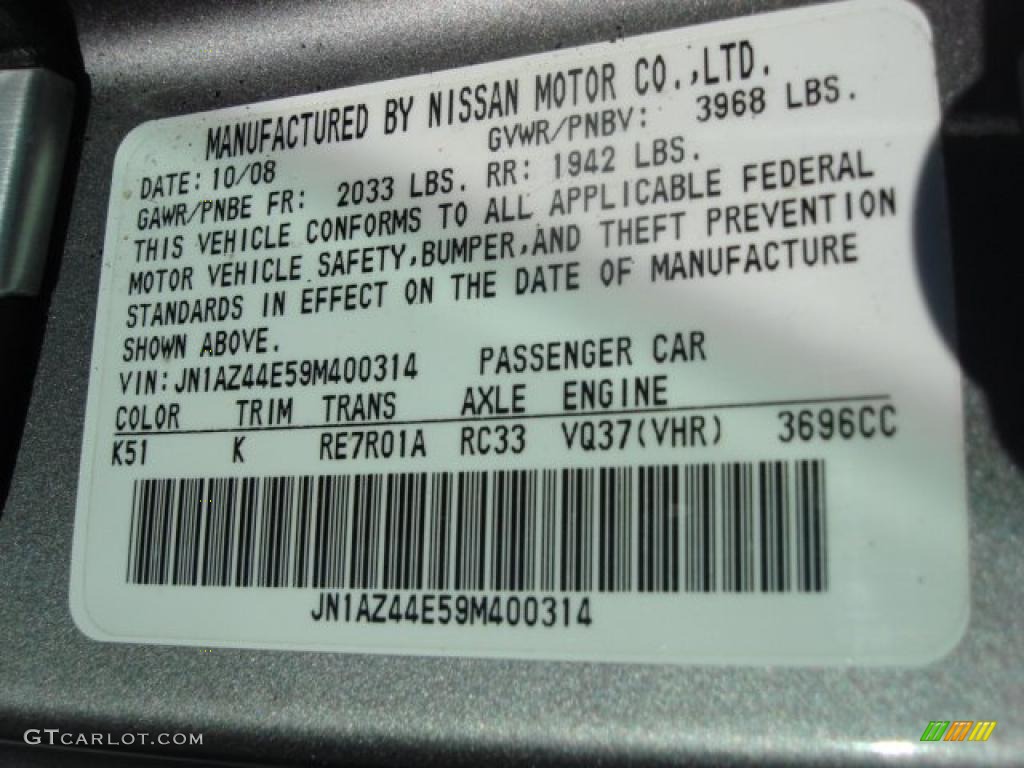 MANUFACTURED BY NISSAN MOTOR CO.,LTD.
DATE: 10/08 GVWR/PNBV: 3968 LBS.
GAWR/PNBE FR: 2033 LBS. RR: 1942 LBS.
THIS VEHICLE CONFORMS TO ALL APPLICABLE FEDERAL
MOTOR VEHICLE SAFETY,BUMPER,AND THEFT PREVENTION
STANDARDS IN EFFECT ON THE DATE OF MANUFACTURE
SHOWN ABOVE.
VIN:JN1AZ44E59M400314 PASSENGER CAR
COLOR TRIM TRANS AXLE ENGINE
K51 K RE7R01A RC33 VQ37(VHR) 3696CC
JN1AZ44E59M400314
GTCARLOT.COM